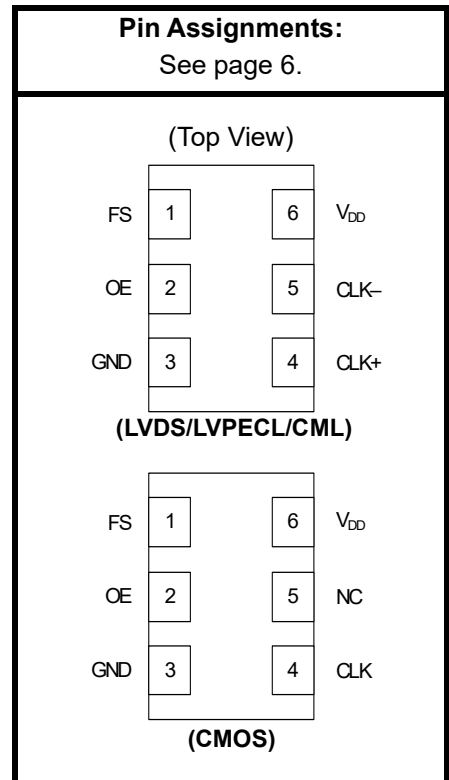 Pin Assignments:
See page 6.
(Top View)
FS 1 6 VDD
OE 2 5 CLK–
GND 3 4 CLK+
(LVDS/LVPECL/CML)
FS 1 6 VDD
OE 2 5 NC
GND 3 4 CLK
(CMOS)